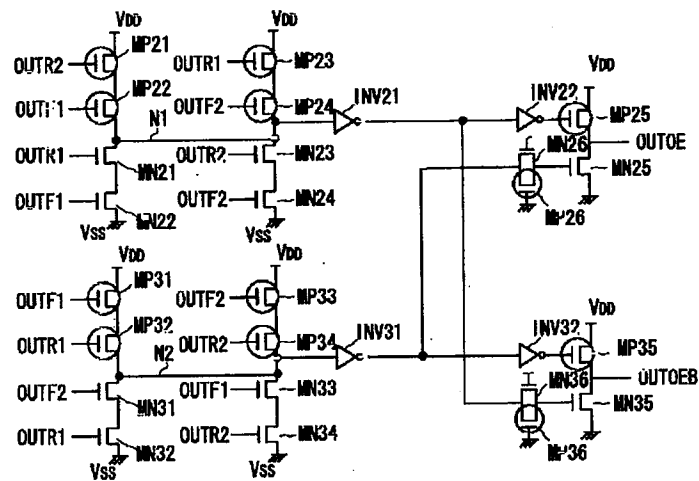 VDD VDD
MP21
OUTR2
OUTR1
MP23
VDD
MP22
OUTF1
OUTF2
MP24
INV21
INV22
MP25
N1
OUTOE
OUTR1
MN21
OUTR2
MN23
MN26
MN25
OUTF1
MN22
OUTF2
MN24
MP26
VSS VSS
VDD VDD
MP31
OUTF1
OUTF2
MP33
VDD
MP32
OUTR1
OUTR2
MP34
INV31
INV32
MP35
N2
OUTOEB
OUTF2
MN31
OUTF1
MN33
MN36
MN35
OUTR1
MN32
OUTR2
MN34
MP36
VSS VSS